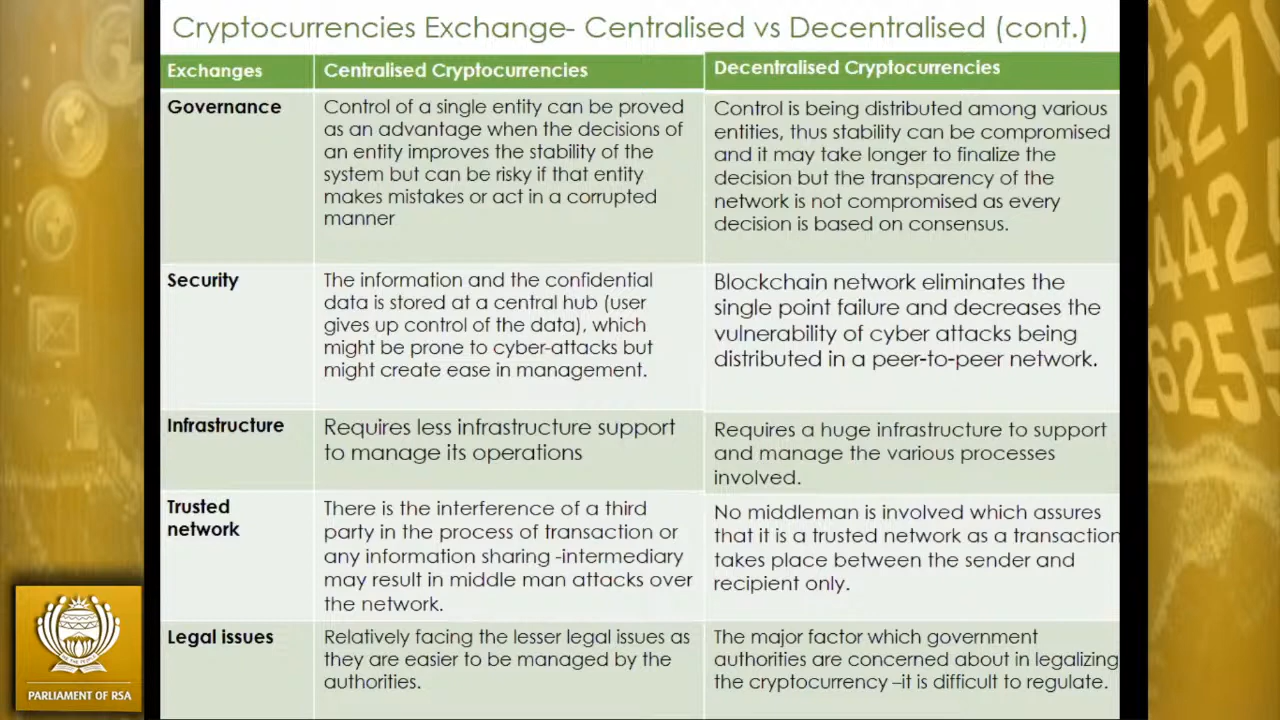 Cryptocurrencies Exchange- Centralised vs Decentralised (cont.)
Exchanges
Centralised Cryptocurrencies
Decentralised Cryptocurrencies
Governance
Control of a single entity can be proved
as an advantage when the decisions of
an entity improves the stability of the
system but can be risky if that entity
makes mistakes or act in a corrupted
manner
Control is being distributed among various
entities, thus stability can be compromised
and it may take longer to finalize the
decision but the transparency of the
network is not compromised as every
decision is based on consensus.
Security
The information and the confidential
data is stored at a central hub (user
gives up control of the data), which
might be prone to cyber-attacks but
might create ease in management.
Blockchain network eliminates the
single point failure and decreases the
vulnerability of cyber attacks being
distributed in a peer-to-peer network.
Infrastructure
Requires less infrastructure support
to manage its operations
Requires a huge infrastructure to support
and manage the various processes
involved.
Trusted
network
There is the interference of a third
party in the process of transaction or
any information sharing -intermediary
may result in middle man attacks over
the network.
No middleman is involved which assures
that it is a trusted network as a transaction
takes place between the sender and
recipient only.
Legal issues
Relatively facing the lesser legal issues as
they are easier to be managed by the
authorities.
The major factor which government
authorities are concerned about in legalizing
the cryptocurrency –it is difficult to regulate.
PARLIAMENT OF RSA
6255